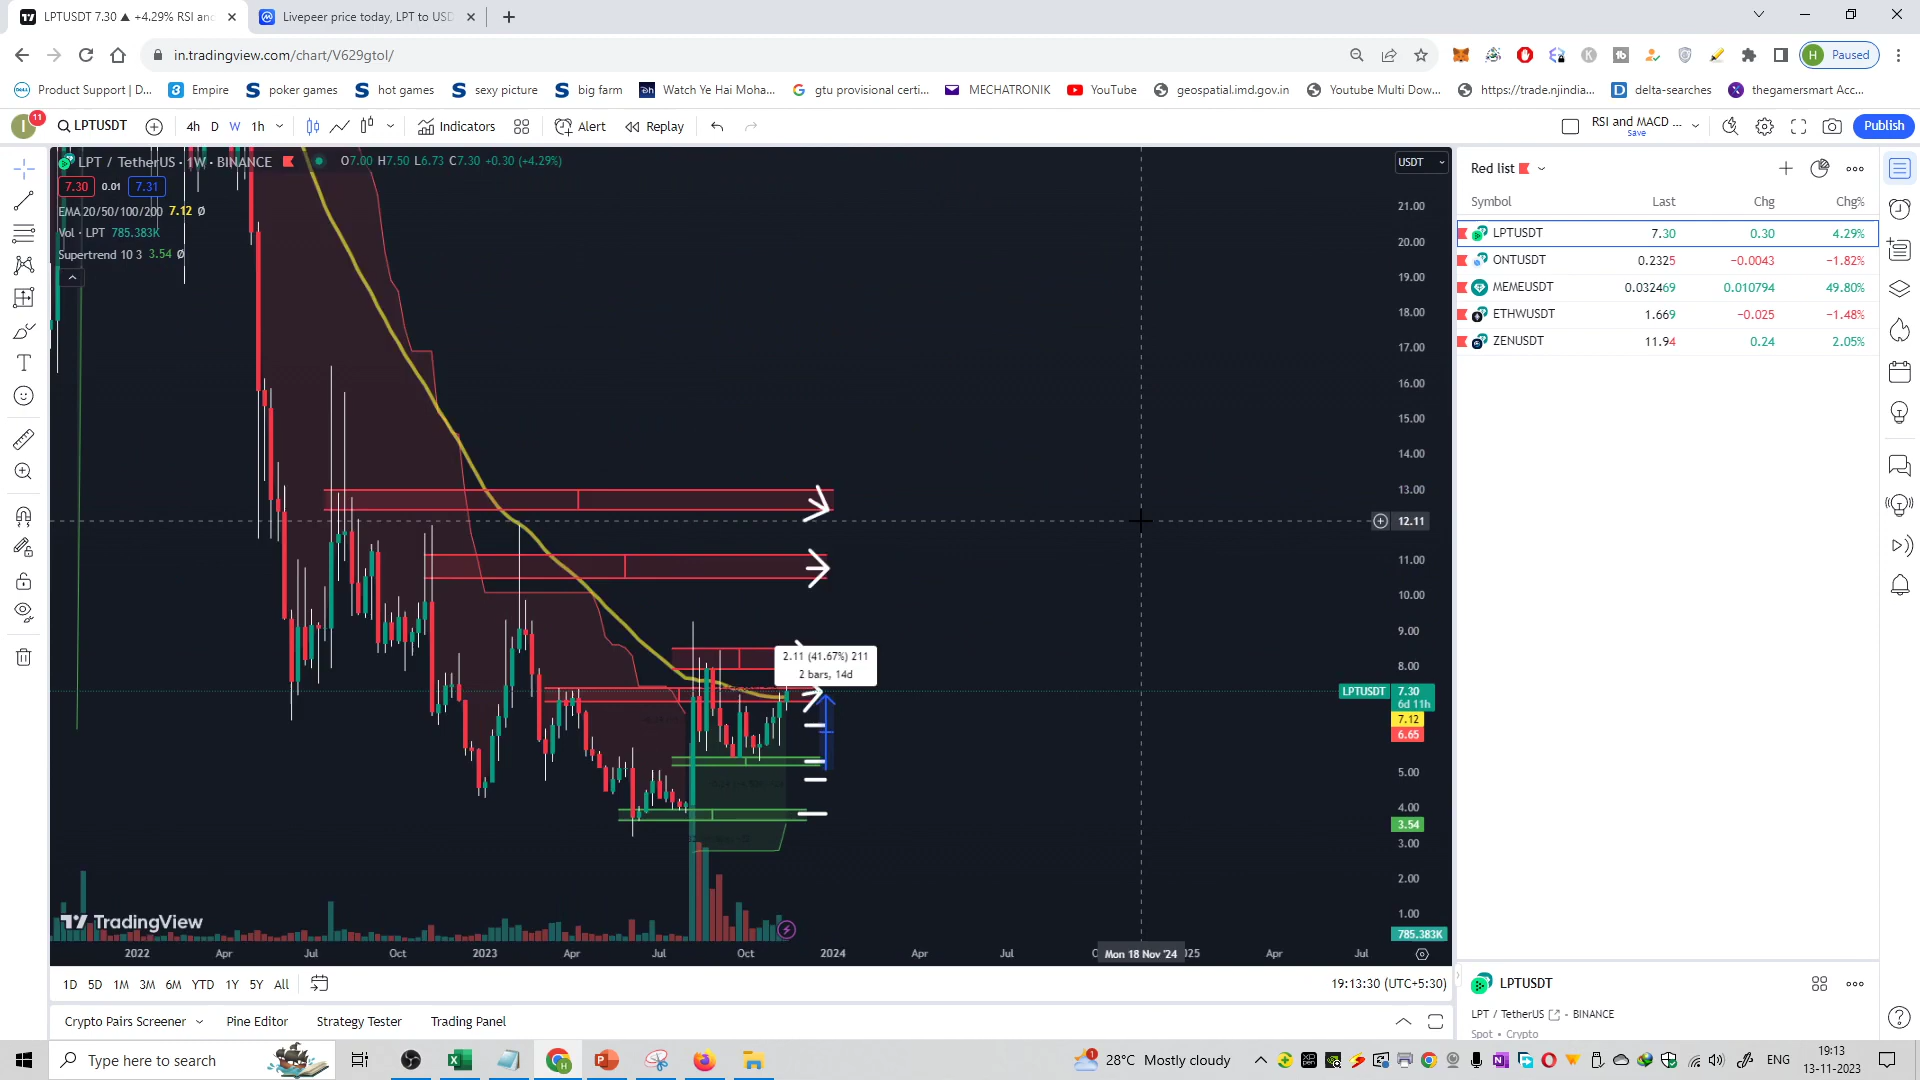 LPTUSDT 7.30 ▲ +4.29% RSI an
Livepeer price today, LPT to USD
in.tradingview.com/chart/V629gtol/
H Paused
Product Support | D...
Empire
poker games
hot games
sexy picture
big farm
Watch Ye Hai Moha...
gtu provisional certi...
MECHATRONIK
YouTube
geospatial.imd.gov.in
Youtube Multi Dow...
https://trade.njindia...
delta-searches
thegamersmart Acc...
I 11
LPTUSDT
4h D W 1h
Indicators
Alert
Replay
RSI and MACD ...
Save
Publish
LPT / TetherUS · 1W · BINANCE
O7.00 H7.50 L6.73 C7.30 +0.30 (+4.29%)
7.30 0.01 7.31
EMA 20/50/100/200 7.12 Ø
Vol · LPT 785.383K
Supertrend 10 3 3.54 Ø
USDT
21.00
20.00
19.00
18.00
17.00
16.00
15.00
14.00
13.00
12.11
11.00
10.00
9.00
8.00
LPTUSDT 7.30
6d 11h
7.12
6.65
5.00
4.00
3.54
3.00
2.00
1.00
785.383K
2.11 (41.67%) 211
2 bars, 14d
TradingView
2022 Apr Jul Oct 2023 Apr Jul Oct 2024 Apr Jul Mon 18 Nov '24 Apr Jul
1D 5D 1M 3M 6M YTD 1Y 5Y All
19:13:30 (UTC+5:30)
Crypto Pairs Screener
Pine Editor
Strategy Tester
Trading Panel
Red list
Symbol Last Chg Chg%
LPTUSDT 7.30 0.30 4.29%
ONTUSDT 0.2325 −0.0043 −1.82%
MEMEUSDT 0.032469 0.010794 49.80%
ETHWUSDT 1.669 −0.025 −1.48%
ZENUSDT 11.94 0.24 2.05%
LPTUSDT
LPT / TetherUS · BINANCE
Spot · Crypto
Type here to search
28°C Mostly cloudy
ENG
19:13
13-11-2023